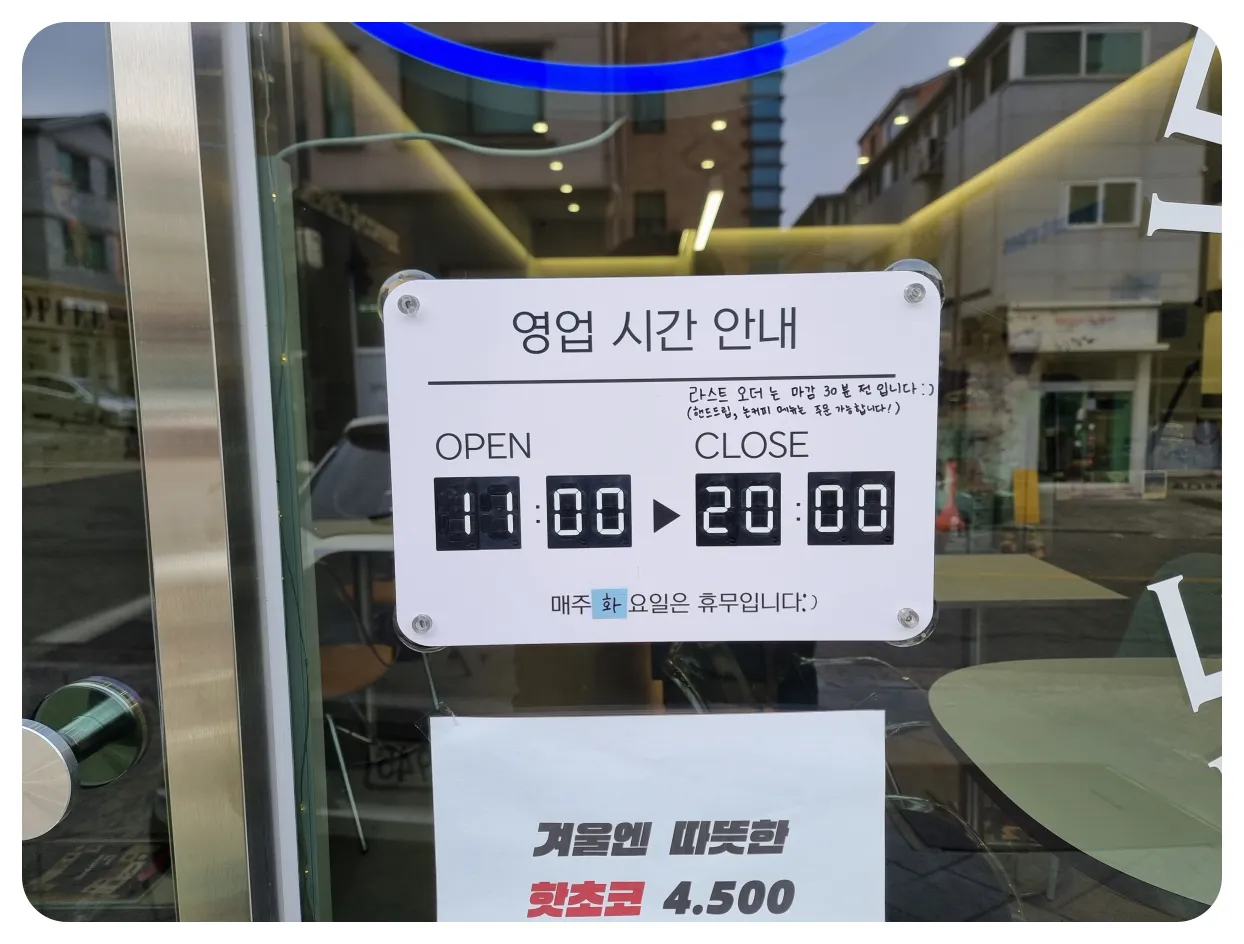 영업 시간 안내
라스트 오더는 마감 30분 전입니다:)
(핸드드립, 논커피 메뉴는 주문 가능합니다!)
OPEN CLOSE
11:00 ▶ 20:00
매주 화요일은 휴무입니다:)
겨울엔 따뜻한
핫초코 4.500